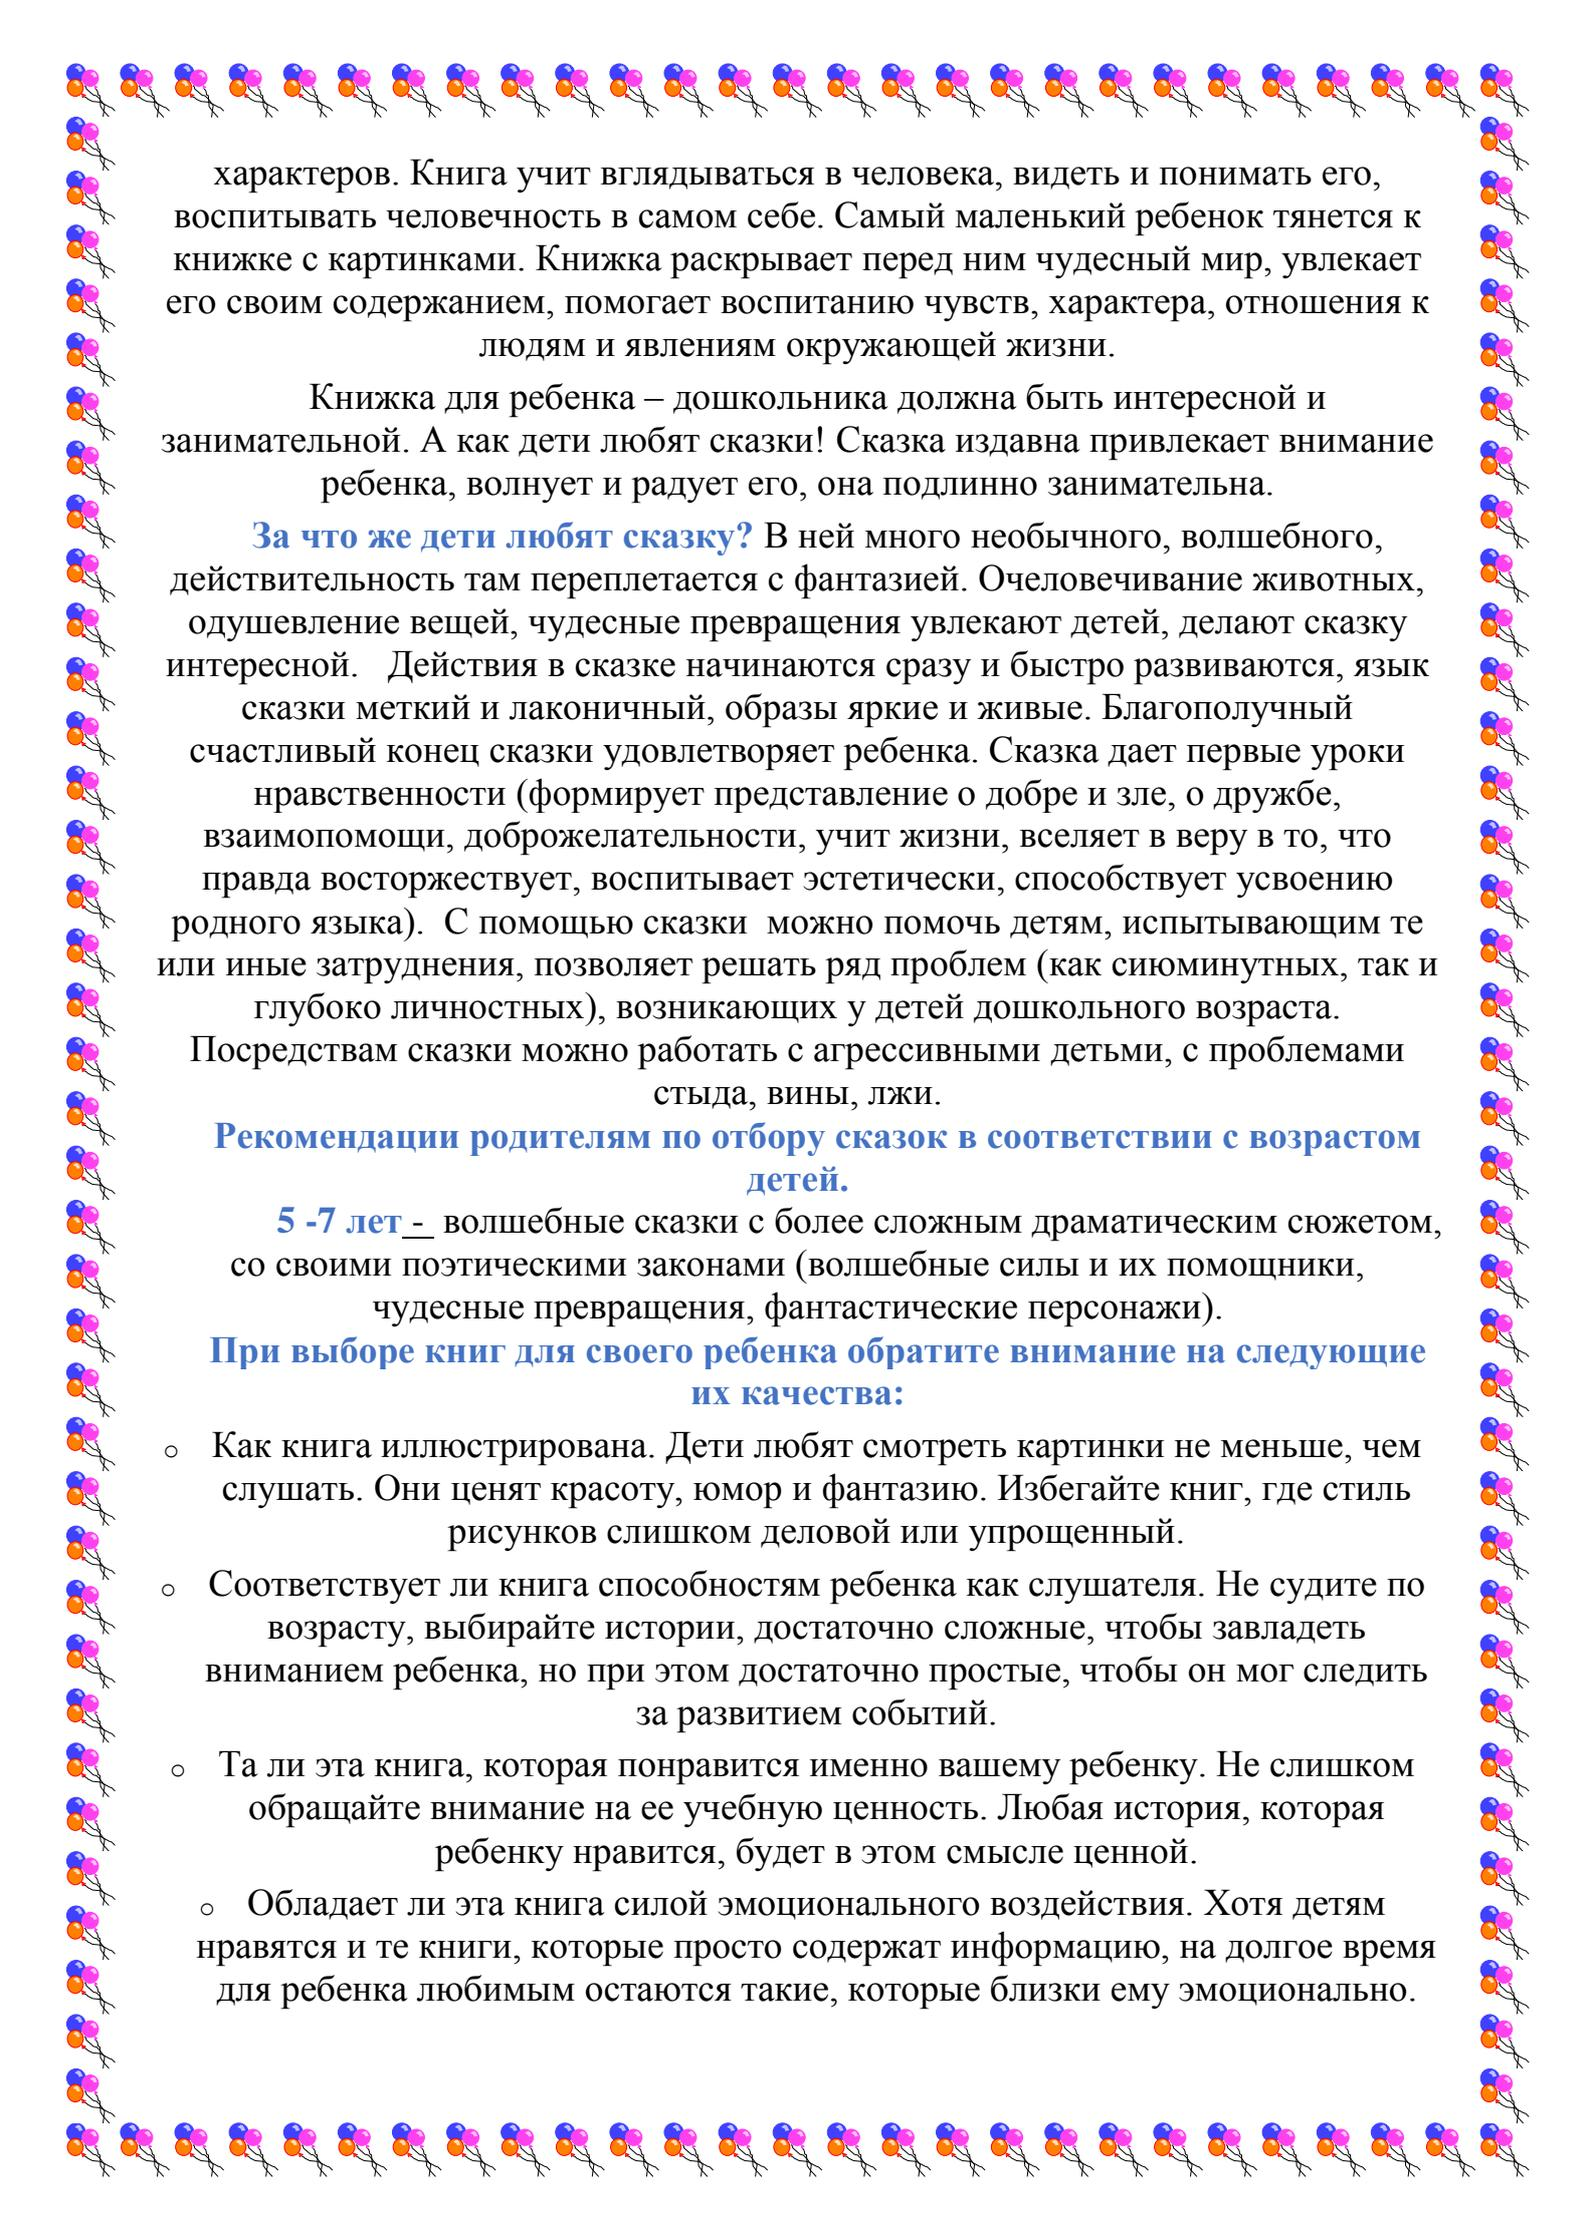 характеров. Книга учит вглядываться в человека, видеть и понимать его,
воспитывать человечность в самом себе. Самый маленький ребенок тянется к
книжке с картинками. Книжка раскрывает перед ним чудесный мир, увлекает
его своим содержанием, помогает воспитанию чувств, характера, отношения к
людям и явлениям окружающей жизни.
Книжка для ребенка – дошкольника должна быть интересной и
занимательной. А как дети любят сказки! Сказка издавна привлекает внимание
ребенка, волнует и радует его, она подлинно занимательна.
За что же дети любят сказку? В ней много необычного, волшебного,
действительность там переплетается с фантазией. Очеловечивание животных,
одушевление вещей, чудесные превращения увлекают детей, делают сказку
интересной.   Действия в сказке начинаются сразу и быстро развиваются, язык
сказки меткий и лаконичный, образы яркие и живые. Благополучный
счастливый конец сказки удовлетворяет ребенка. Сказка дает первые уроки
нравственности (формирует представление о добре и зле, о дружбе,
взаимопомощи, доброжелательности, учит жизни, вселяет в веру в то, что
правда восторжествует, воспитывает эстетически, способствует усвоению
родного языка).  С помощью сказки  можно помочь детям, испытывающим те
или иные затруднения, позволяет решать ряд проблем (как сиюминутных, так и
глубоко личностных), возникающих у детей дошкольного возраста.
Посредствам сказки можно работать с агрессивными детьми, с проблемами
стыда, вины, лжи.
Рекомендации родителям по отбору сказок в соответствии с возрастом
детей.
5 -7 лет -  волшебные сказки с более сложным драматическим сюжетом,
со своими поэтическими законами (волшебные силы и их помощники,
чудесные превращения, фантастические персонажи).
При выборе книг для своего ребенка обратите внимание на следующие
их качества:
o Как книга иллюстрирована. Дети любят смотреть картинки не меньше, чем
слушать. Они ценят красоту, юмор и фантазию. Избегайте книг, где стиль
рисунков слишком деловой или упрощенный.
o Соответствует ли книга способностям ребенка как слушателя. Не судите по
возрасту, выбирайте истории, достаточно сложные, чтобы завладеть
вниманием ребенка, но при этом достаточно простые, чтобы он мог следить
за развитием событий.
o Та ли эта книга, которая понравится именно вашему ребенку. Не слишком
обращайте внимание на ее учебную ценность. Любая история, которая
ребенку нравится, будет в этом смысле ценной.
o Обладает ли эта книга силой эмоционального воздействия. Хотя детям
нравятся и те книги, которые просто содержат информацию, на долгое время
для ребенка любимым остаются такие, которые близки ему эмоционально.